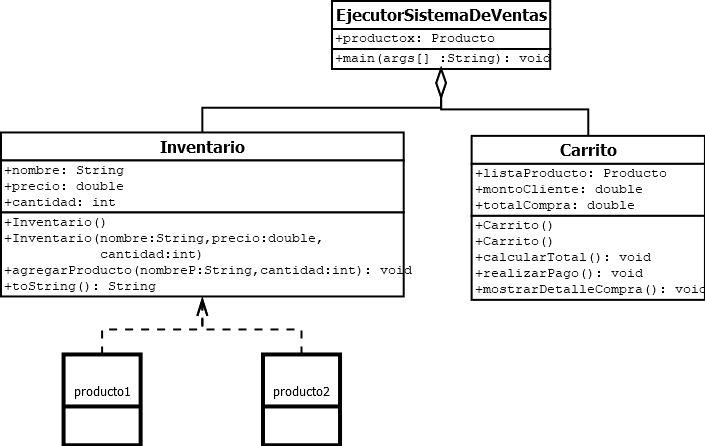 EjecutorSistemaDeVentas
+productox: Producto
+main(args[] :String): void
Inventario
+nombre: String
+precio: double
+cantidad: int
+Inventario()
+Inventario(nombre:String,precio:double,
cantidad:int)
+agregarProducto(nombreP:String,cantidad:int): void
+toString(): String
Carrito
+listaProducto: Producto
+montoCliente: double
+totalCompra: double
+Carrito()
+Carrito()
+calcularTotal(): void
+realizarPago(): void
+mostrarDetalleCompra(): void
producto1
producto2